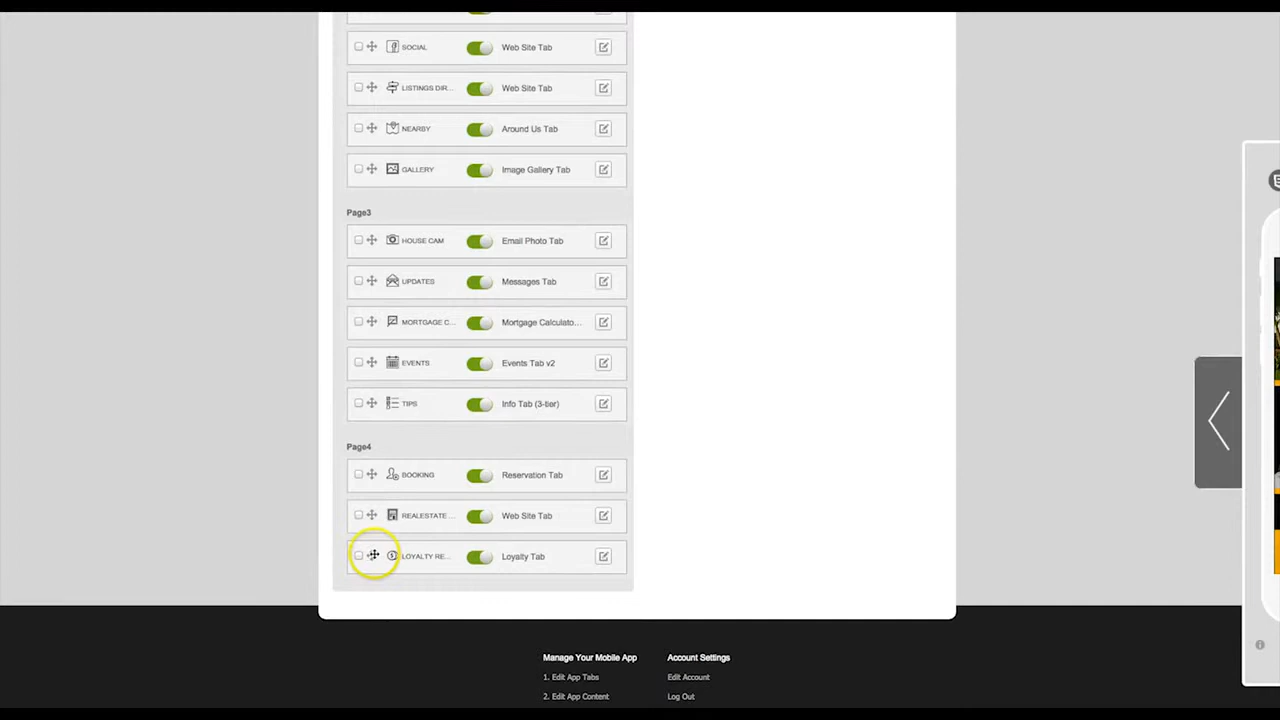 SOCIAL Web Site Tab
LISTINGS DIR... Web Site Tab
NEARBY Around Us Tab
GALLERY Image Gallery Tab
Page3
HOUSE CAM Email Photo Tab
UPDATES Messages Tab
MORTGAGE C... Mortgage Calculato...
EVENTS Events Tab v2
TIPS Info Tab (3-tier)
Page4
BOOKING Reservation Tab
REALESTATE ... Web Site Tab
LOYALTY RE... Loyalty Tab
Manage Your Mobile App Account Settings
1. Edit App Tabs Edit Account
2. Edit App Content Log Out